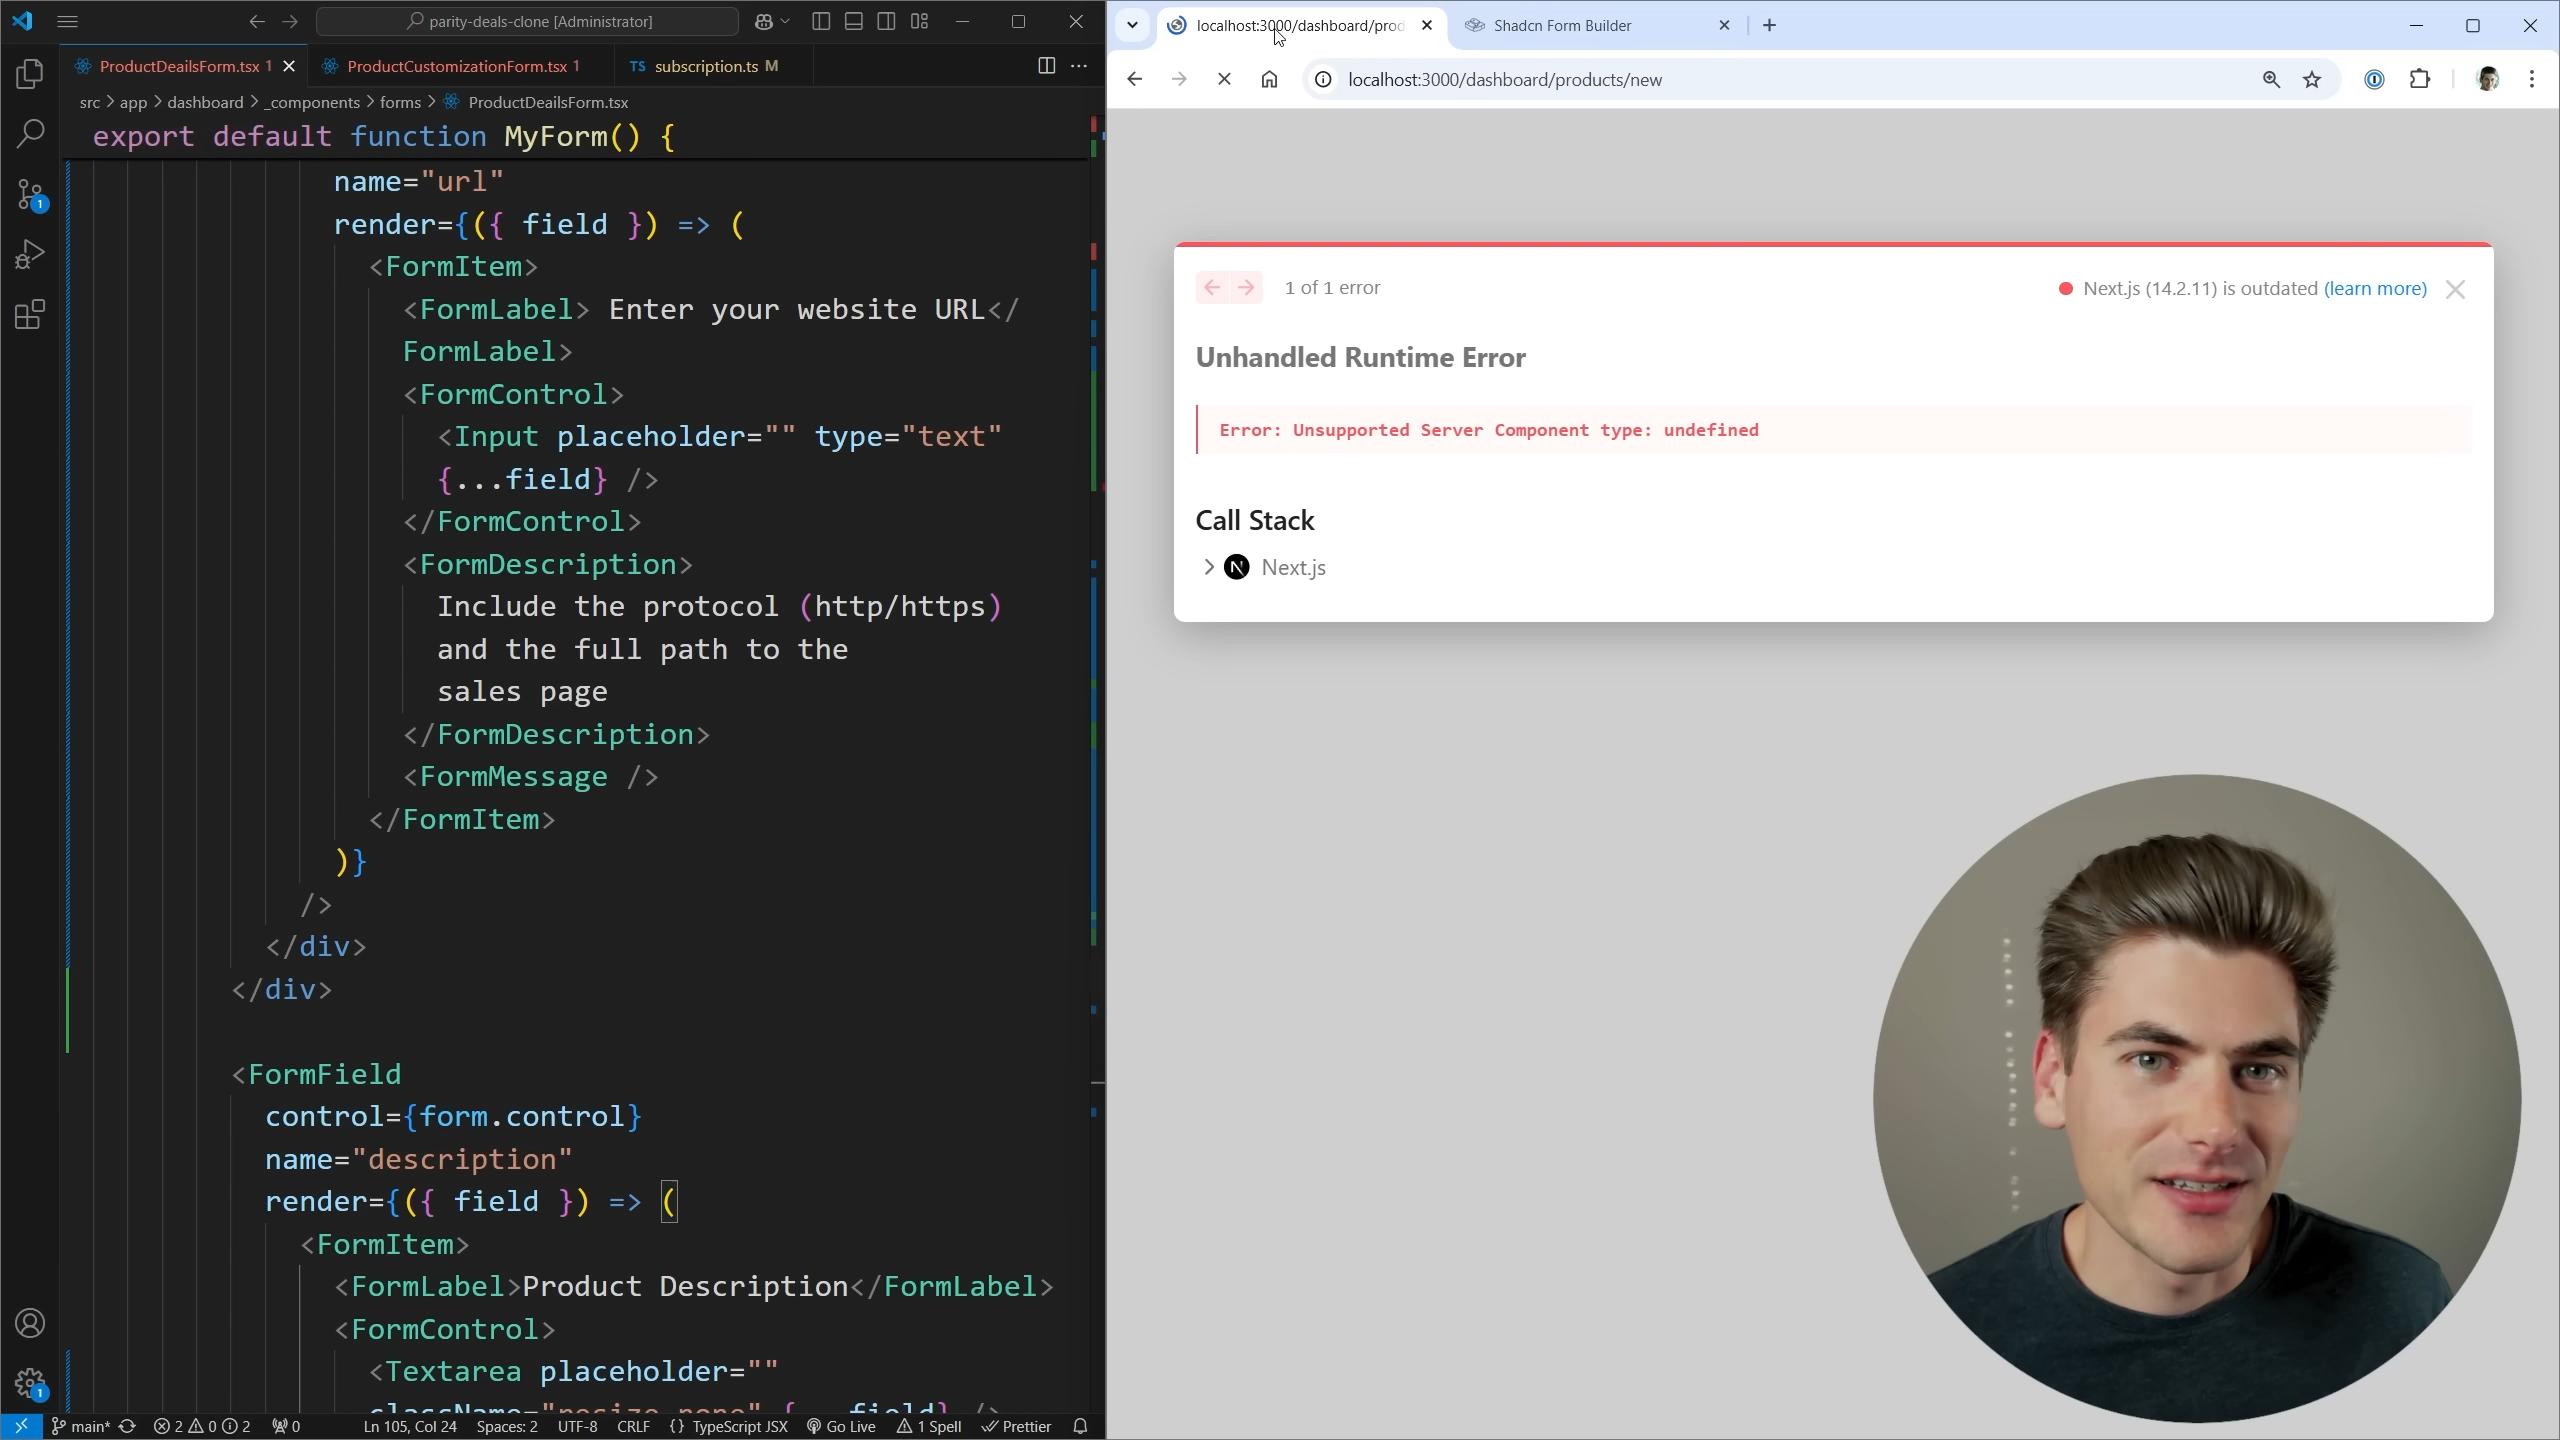 parity-deals-clone [Administrator]
ProductDeailsForm.tsx 1
ProductCustomizationForm.tsx 1
TS subscription.ts M
src > app > dashboard > _components > forms > ProductDeailsForm.tsx
export default function MyForm() {
name="url"
render={({ field }) => (
<FormItem>
<FormLabel> Enter your website URL</
FormLabel>
<FormControl>
<Input placeholder="" type="text"
{...field} />
</FormControl>
<FormDescription>
Include the protocol (http/https)
and the full path to the
sales page
</FormDescription>
<FormMessage />
</FormItem>
)}
/>
</div>
</div>
<FormField
control={form.control}
name="description"
render={({ field }) => (
<FormItem>
<FormLabel>Product Description</FormLabel>
<FormControl>
<Textarea placeholder=""
className="resize-none" {...field} />
1
1
main* 2 0 2 0 Ln 105, Col 24 Spaces: 2 UTF-8 CRLF {} TypeScript JSX Go Live 1 Spell Prettier
localhost:3000/dashboard/prod
Shadcn Form Builder
localhost:3000/dashboard/products/new
1 of 1 error
Next.js (14.2.11) is outdated (learn more)
Unhandled Runtime Error
Error: Unsupported Server Component type: undefined
Call Stack
N Next.js